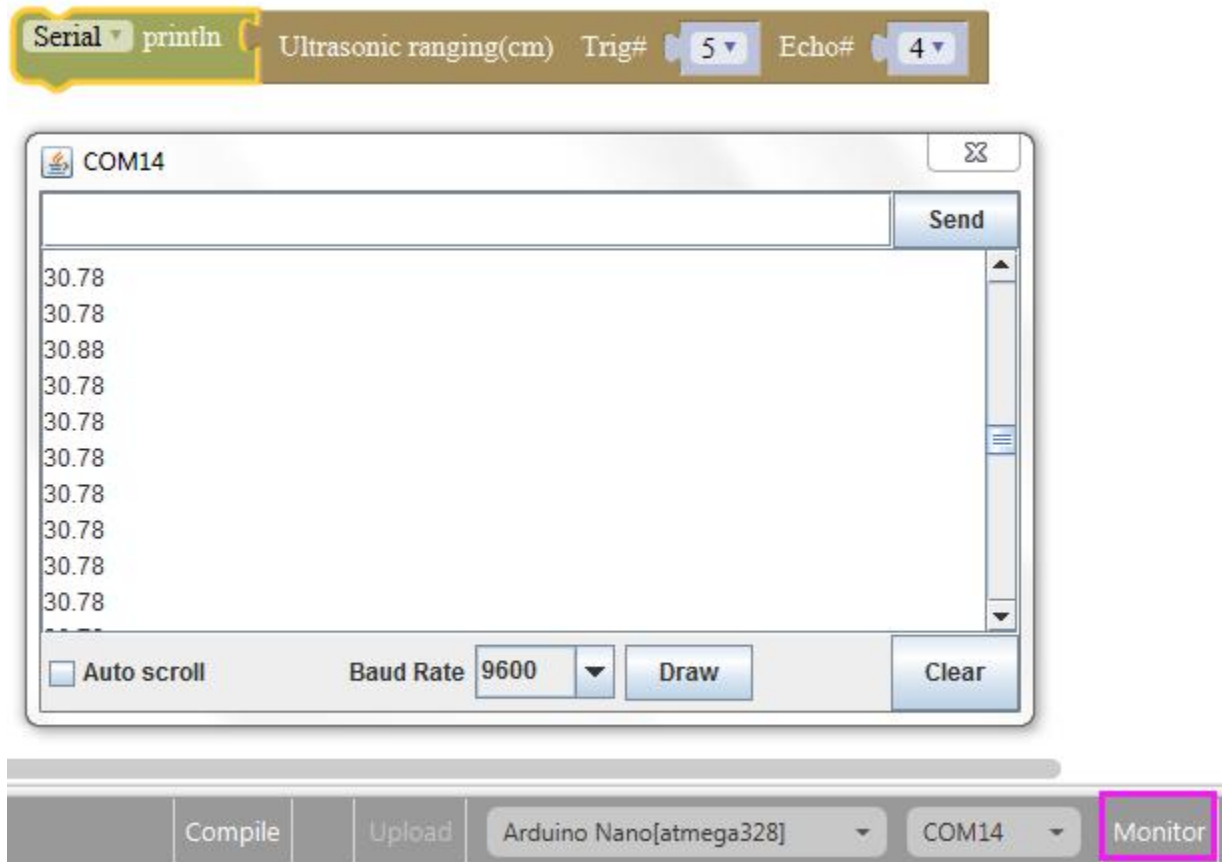 Serial println Ultrasonic ranging(cm) Trig# 5 Echo# 4
COM14
Send
30.78
30.78
30.88
30.78
30.78
30.78
30.78
30.78
30.78
30.78
Auto scroll Baud Rate 9600 Draw Clear
Compile Upload Arduino Nano[atmega328] COM14 Monitor